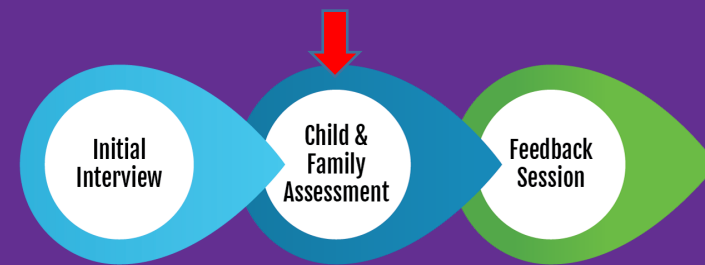 Initial
Interview
Child &
Family
Assessment
Feedback
Session